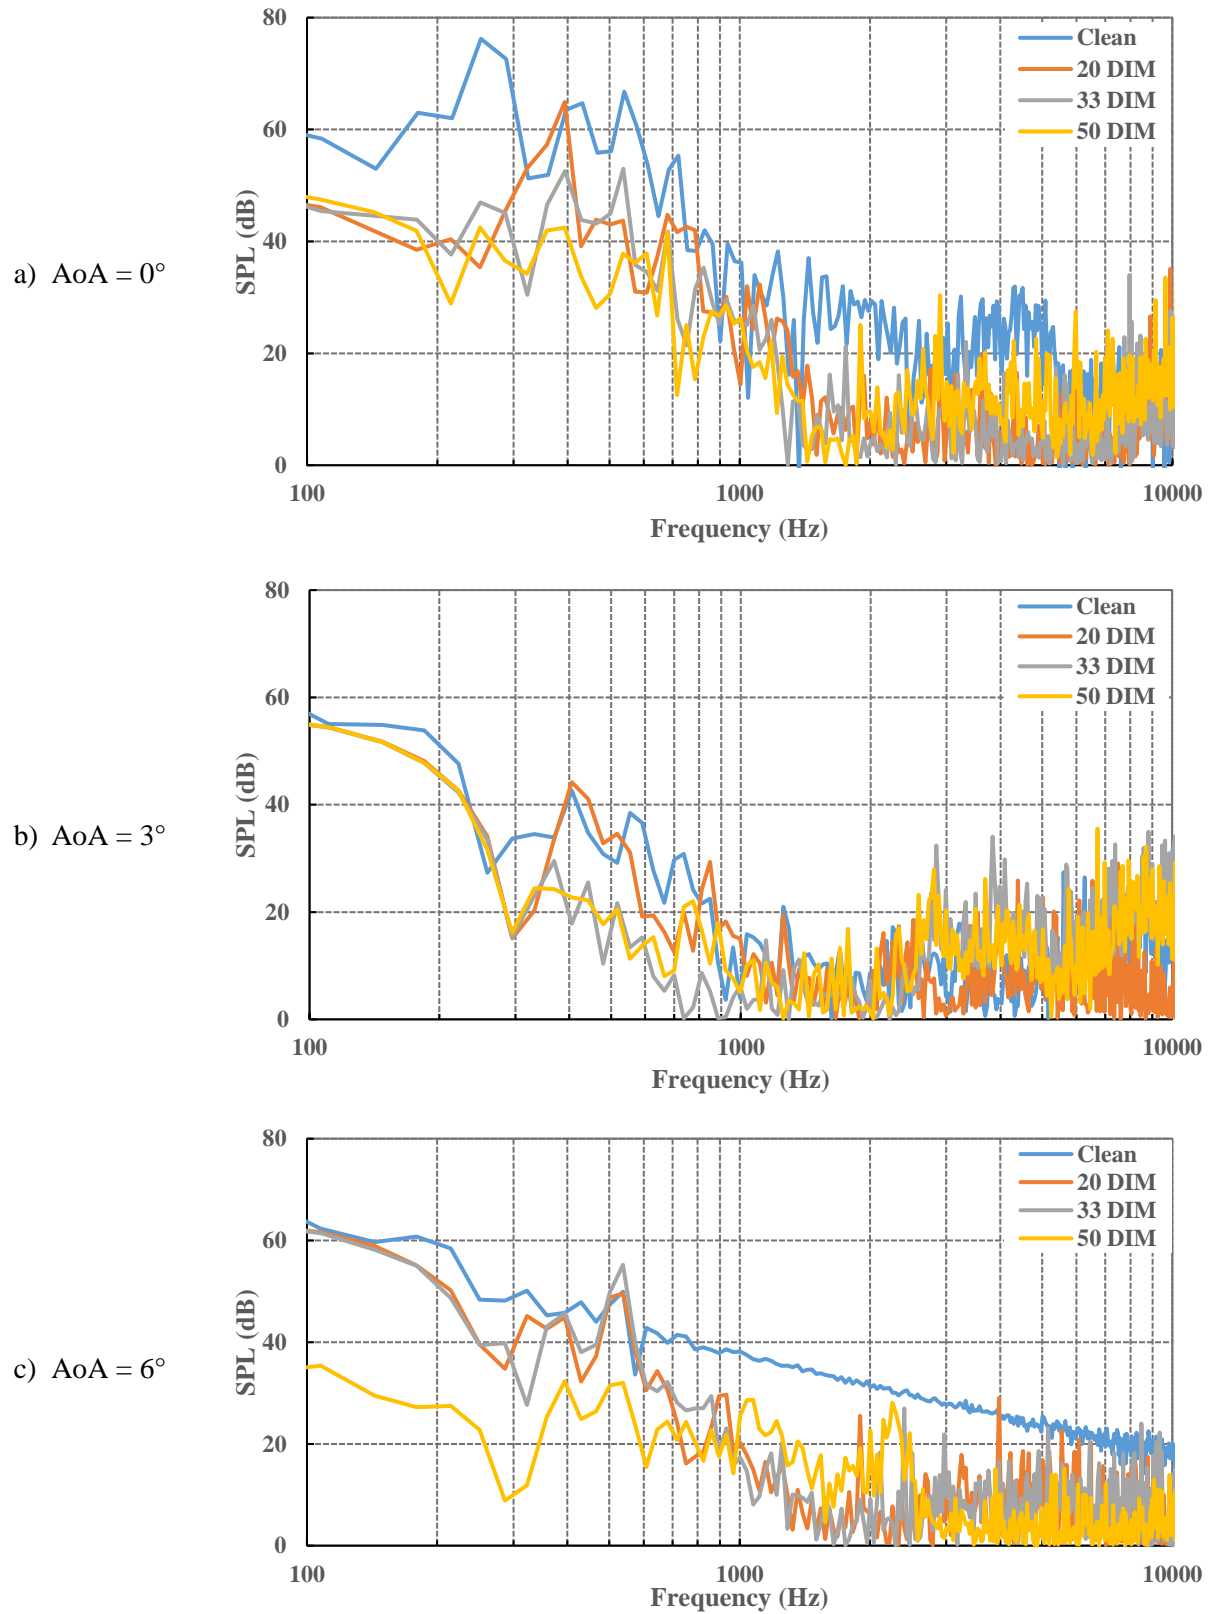 80
60
40
20
0
SPL (dB)
100
1000
10000
Frequency (Hz)
Clean
20 DIM
33 DIM
50 DIM
a) AoA = 0°
80
60
40
20
0
SPL (dB)
100
1000
10000
Frequency (Hz)
Clean
20 DIM
33 DIM
50 DIM
b) AoA = 3°
80
60
40
20
0
SPL (dB)
100
1000
10000
Frequency (Hz)
Clean
20 DIM
33 DIM
50 DIM
c) AoA = 6°